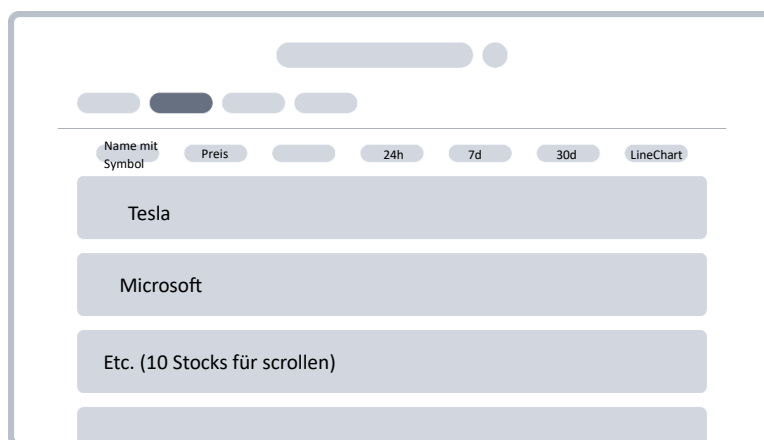 Name mit
Symbol
Preis
24h
7d
30d
LineChart
Tesla
Microsoft
Etc. (10 Stocks für scrollen)